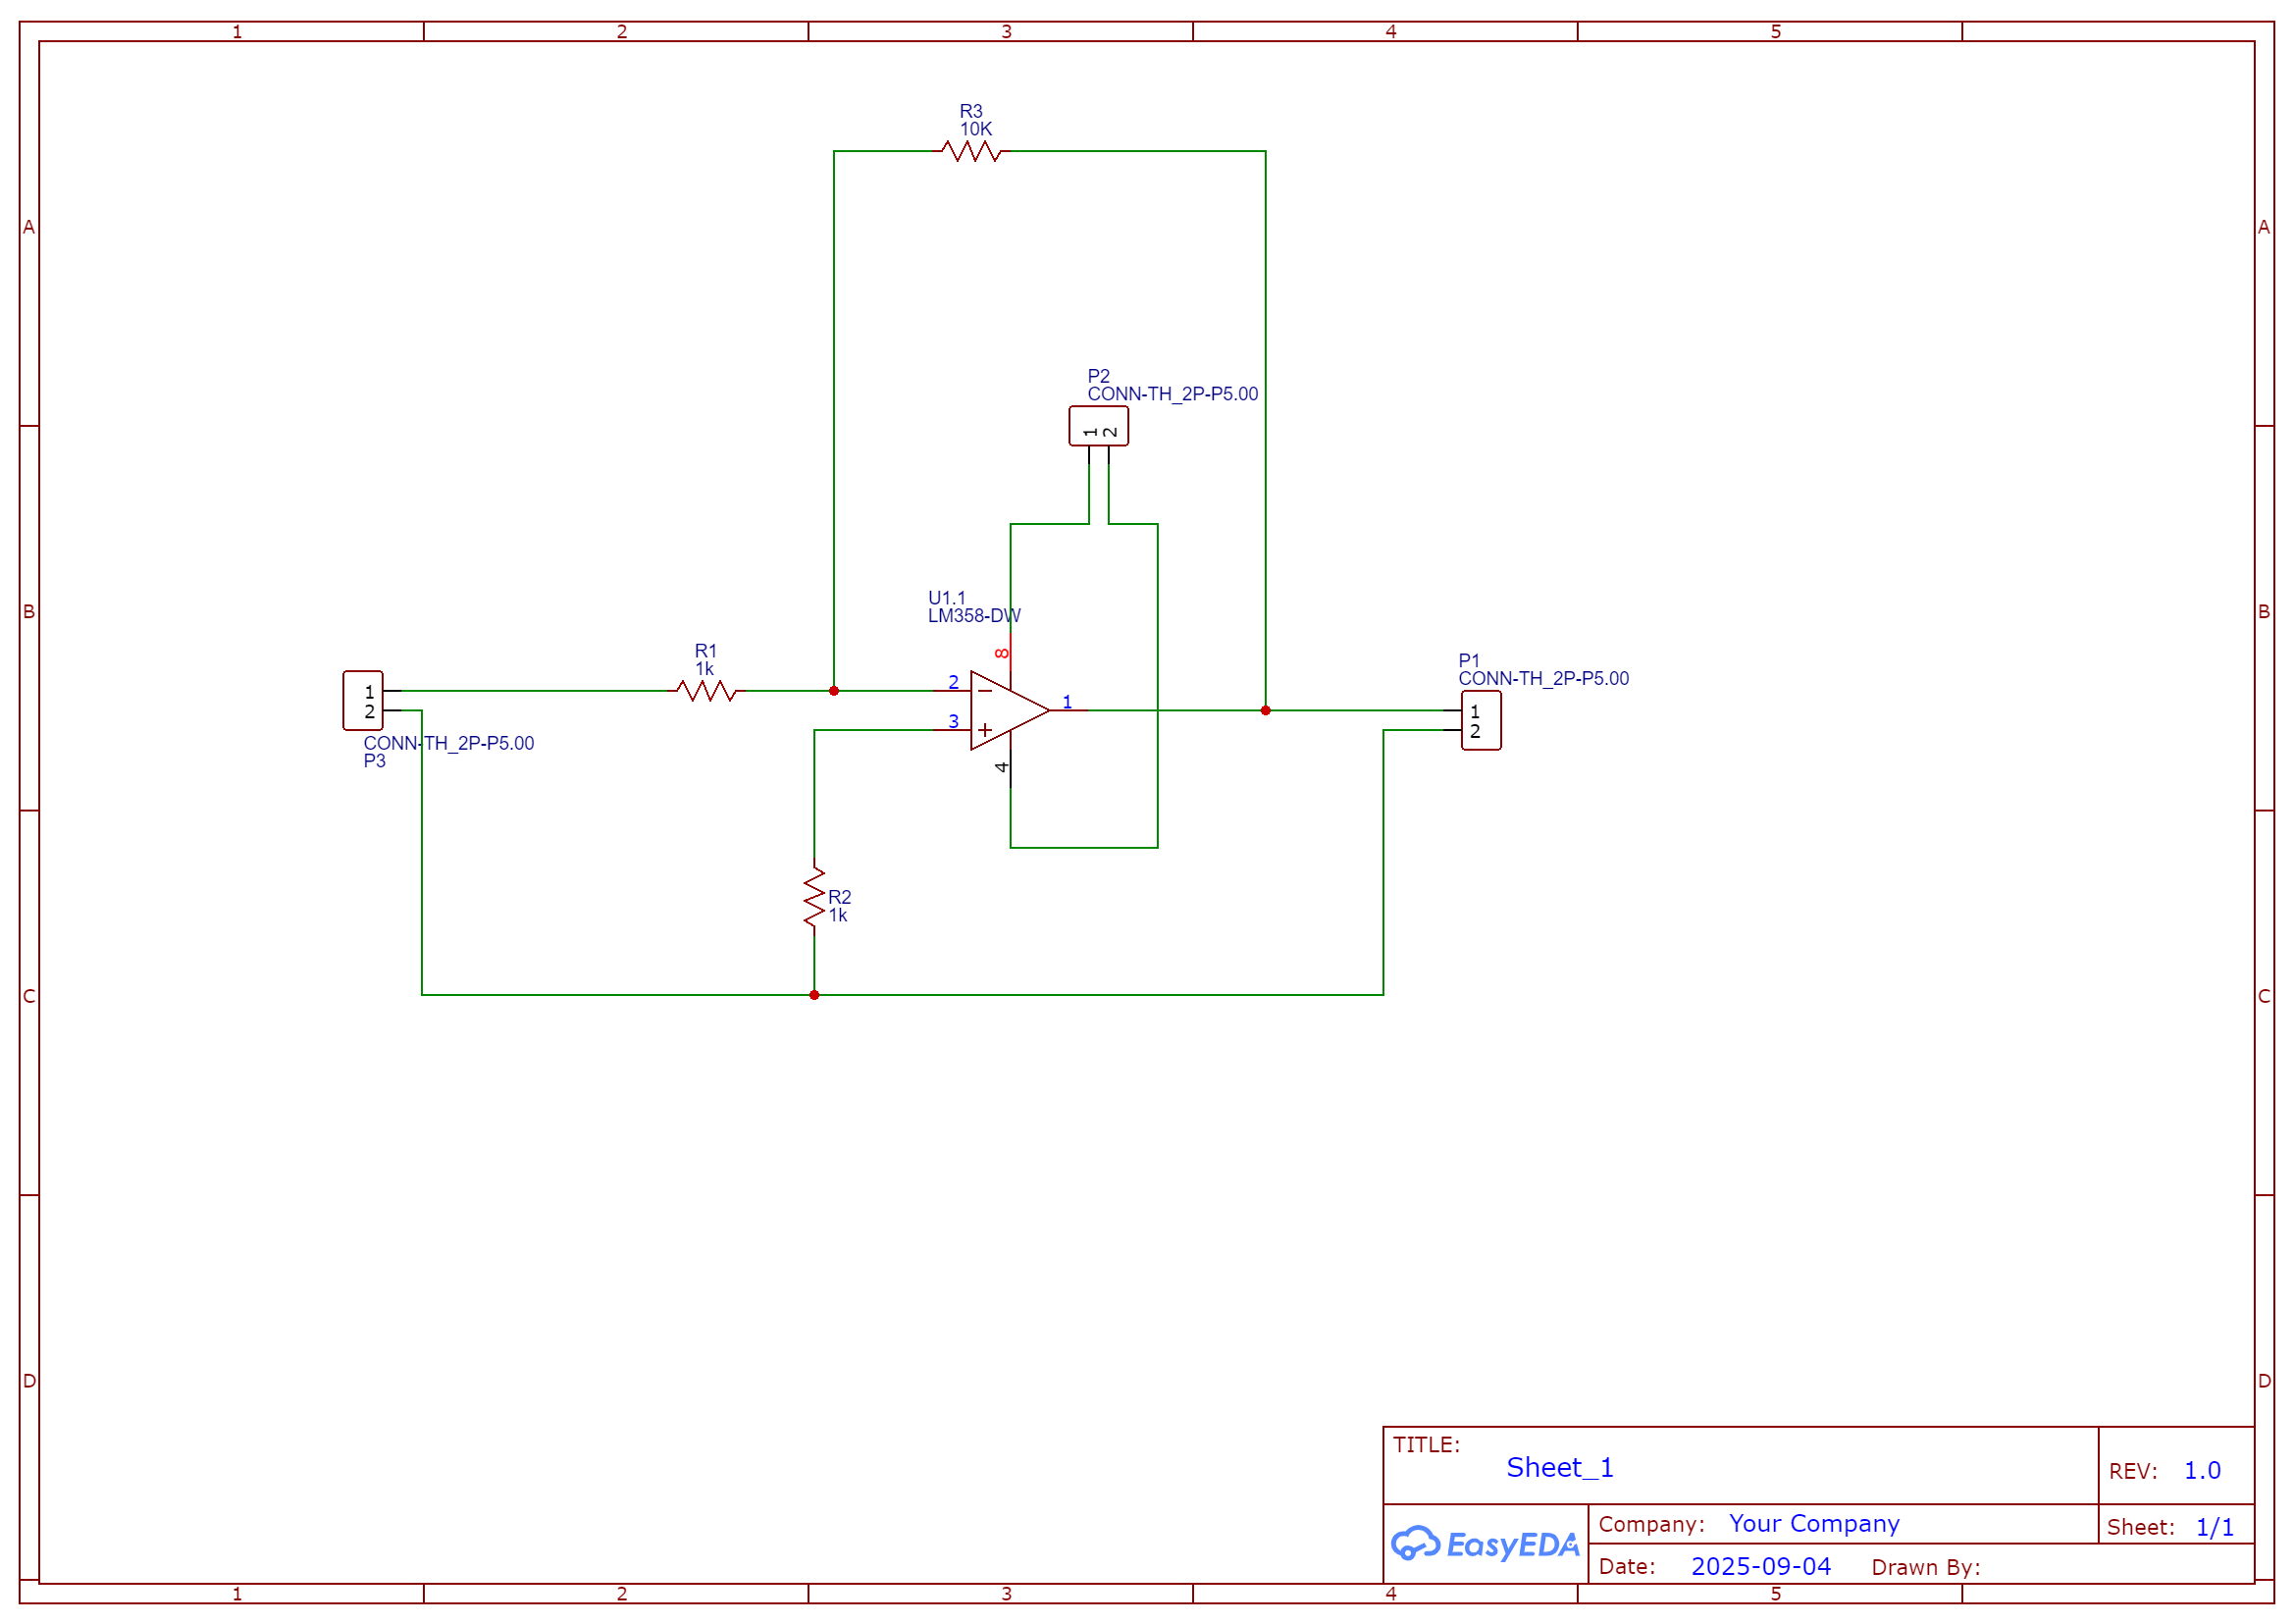 1 2 3 4 5
A A
R3
10K
P2
CONN-TH_2P-P5.00
1 2
B B
U1.1
LM358-DW
8
R1
1k
2
3
1
4
1
2
CONN-TH_2P-P5.00
P3
P1
CONN-TH_2P-P5.00
1
2
R2
1k
C C
D D
TITLE:
Sheet_1
REV: 1.0
EasyEDA
Company: Your Company
Sheet: 1/1
Date: 2025-09-04 Drawn By:
1 2 3 4 5